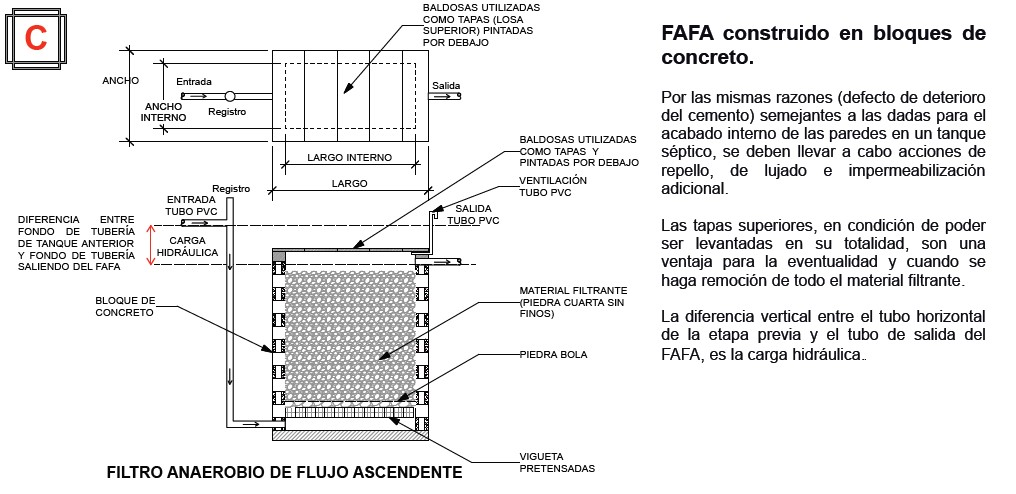 C
BALDOSAS UTILIZADAS
COMO TAPAS (LOSA
SUPERIOR) PINTADAS
POR DEBAJO
ANCHO
Entrada
ANCHO
INTERNO
Registro
Salida
LARGO INTERNO
LARGO
BALDOSAS UTILIZADAS
COMO TAPAS Y
PINTADAS POR DEBAJO
VENTILACIÓN
TUBO PVC
Registro
ENTRADA
TUBO PVC
SALIDA
TUBO PVC
DIFERENCIA ENTRE
FONDO DE TUBERÍA
DE TANQUE ANTERIOR
Y FONDO DE TUBERÍA
SALIENDO DEL FAFA
CARGA
HIDRÁULICA
BLOQUE DE
CONCRETO
MATERIAL FILTRANTE
(PIEDRA CUARTA SIN
FINOS)
PIEDRA BOLA
VIGUETA
PRETENSADAS
FILTRO ANAEROBIO DE FLUJO ASCENDENTE
FAFA construido en bloques de
concreto.
Por las mismas razones (defecto de deterioro
del cemento) semejantes a las dadas para el
acabado interno de las paredes en un tanque
séptico, se deben llevar a cabo acciones de
repello, de lujado e impermeabilización
adicional.
Las tapas superiores, en condición de poder
ser levantadas en su totalidad, son una
ventaja para la eventualidad y cuando se
haga remoción de todo el material filtrante.
La diferencia vertical entre el tubo horizontal
de la etapa previa y el tubo de salida del
FAFA, es la carga hidráulica..